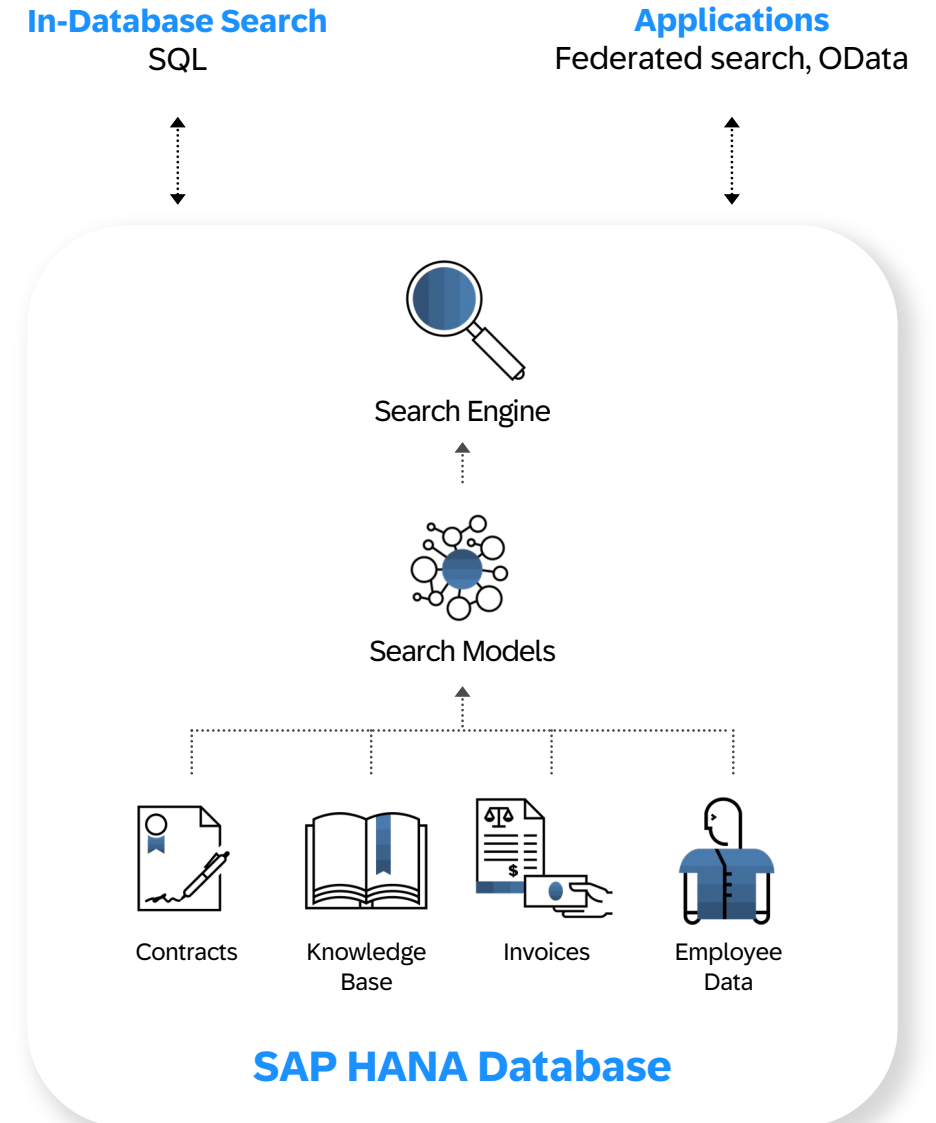 In-Database Search
SQL
Applications
Federated search, OData
Search Engine
Search Models
$
Contracts
Knowledge
Base
Invoices
Employee
Data
SAP HANA Database